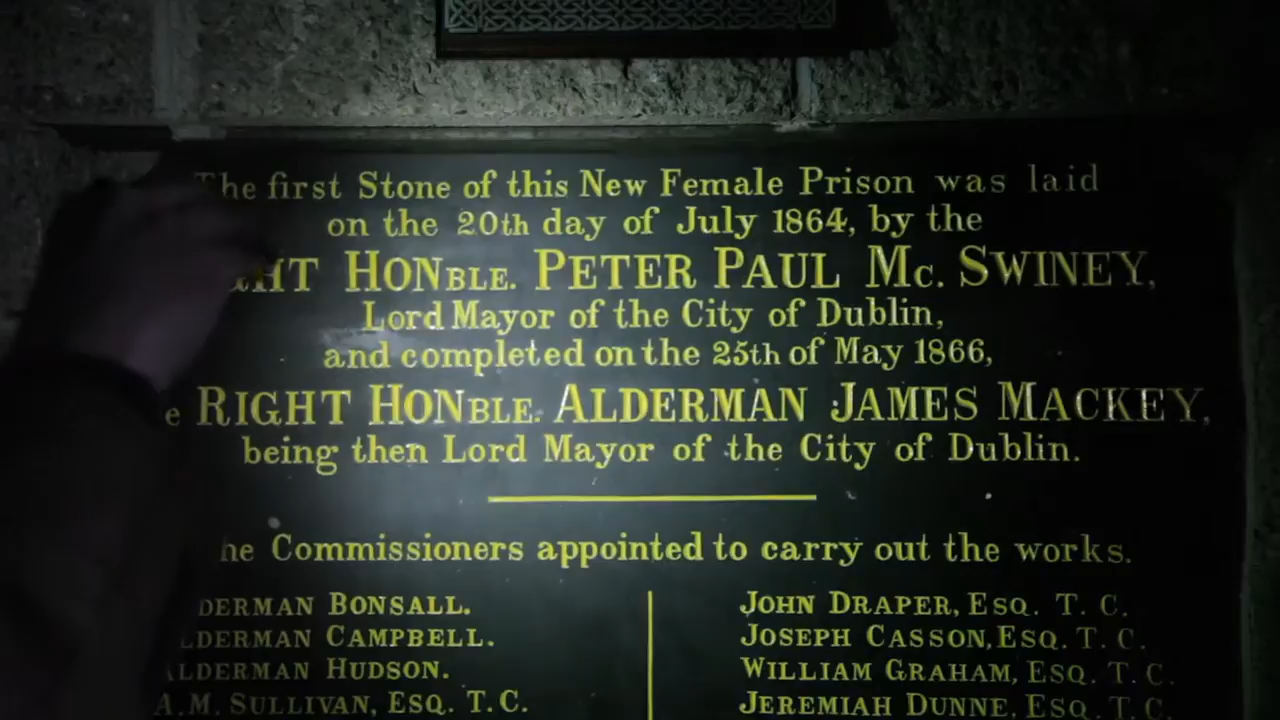 The first Stone of this New Female Prison was laid
on the 20th day of July 1864, by the
HONBLE. PETER PAUL Mc. SWINEY,
Lord Mayor of the City of Dublin,
and completed on the 25th of May 1866,
RIGHT HONBLE. ALDERMAN JAMES MACKEY,
being then Lord Mayor of the City of Dublin.
Commissioners appointed to carry out the works.
BONSALL.
CAMPBELL.
HUDSON.
A.M. SULLIVAN, ESQ. T.C.
JOHN DRAPER, ESQ. T. C.
JOSEPH CASSON, ESQ. T. C.
WILLIAM GRAHAM, ESQ. T. C.
JEREMIAH DUNNE, ESQ. T. C.